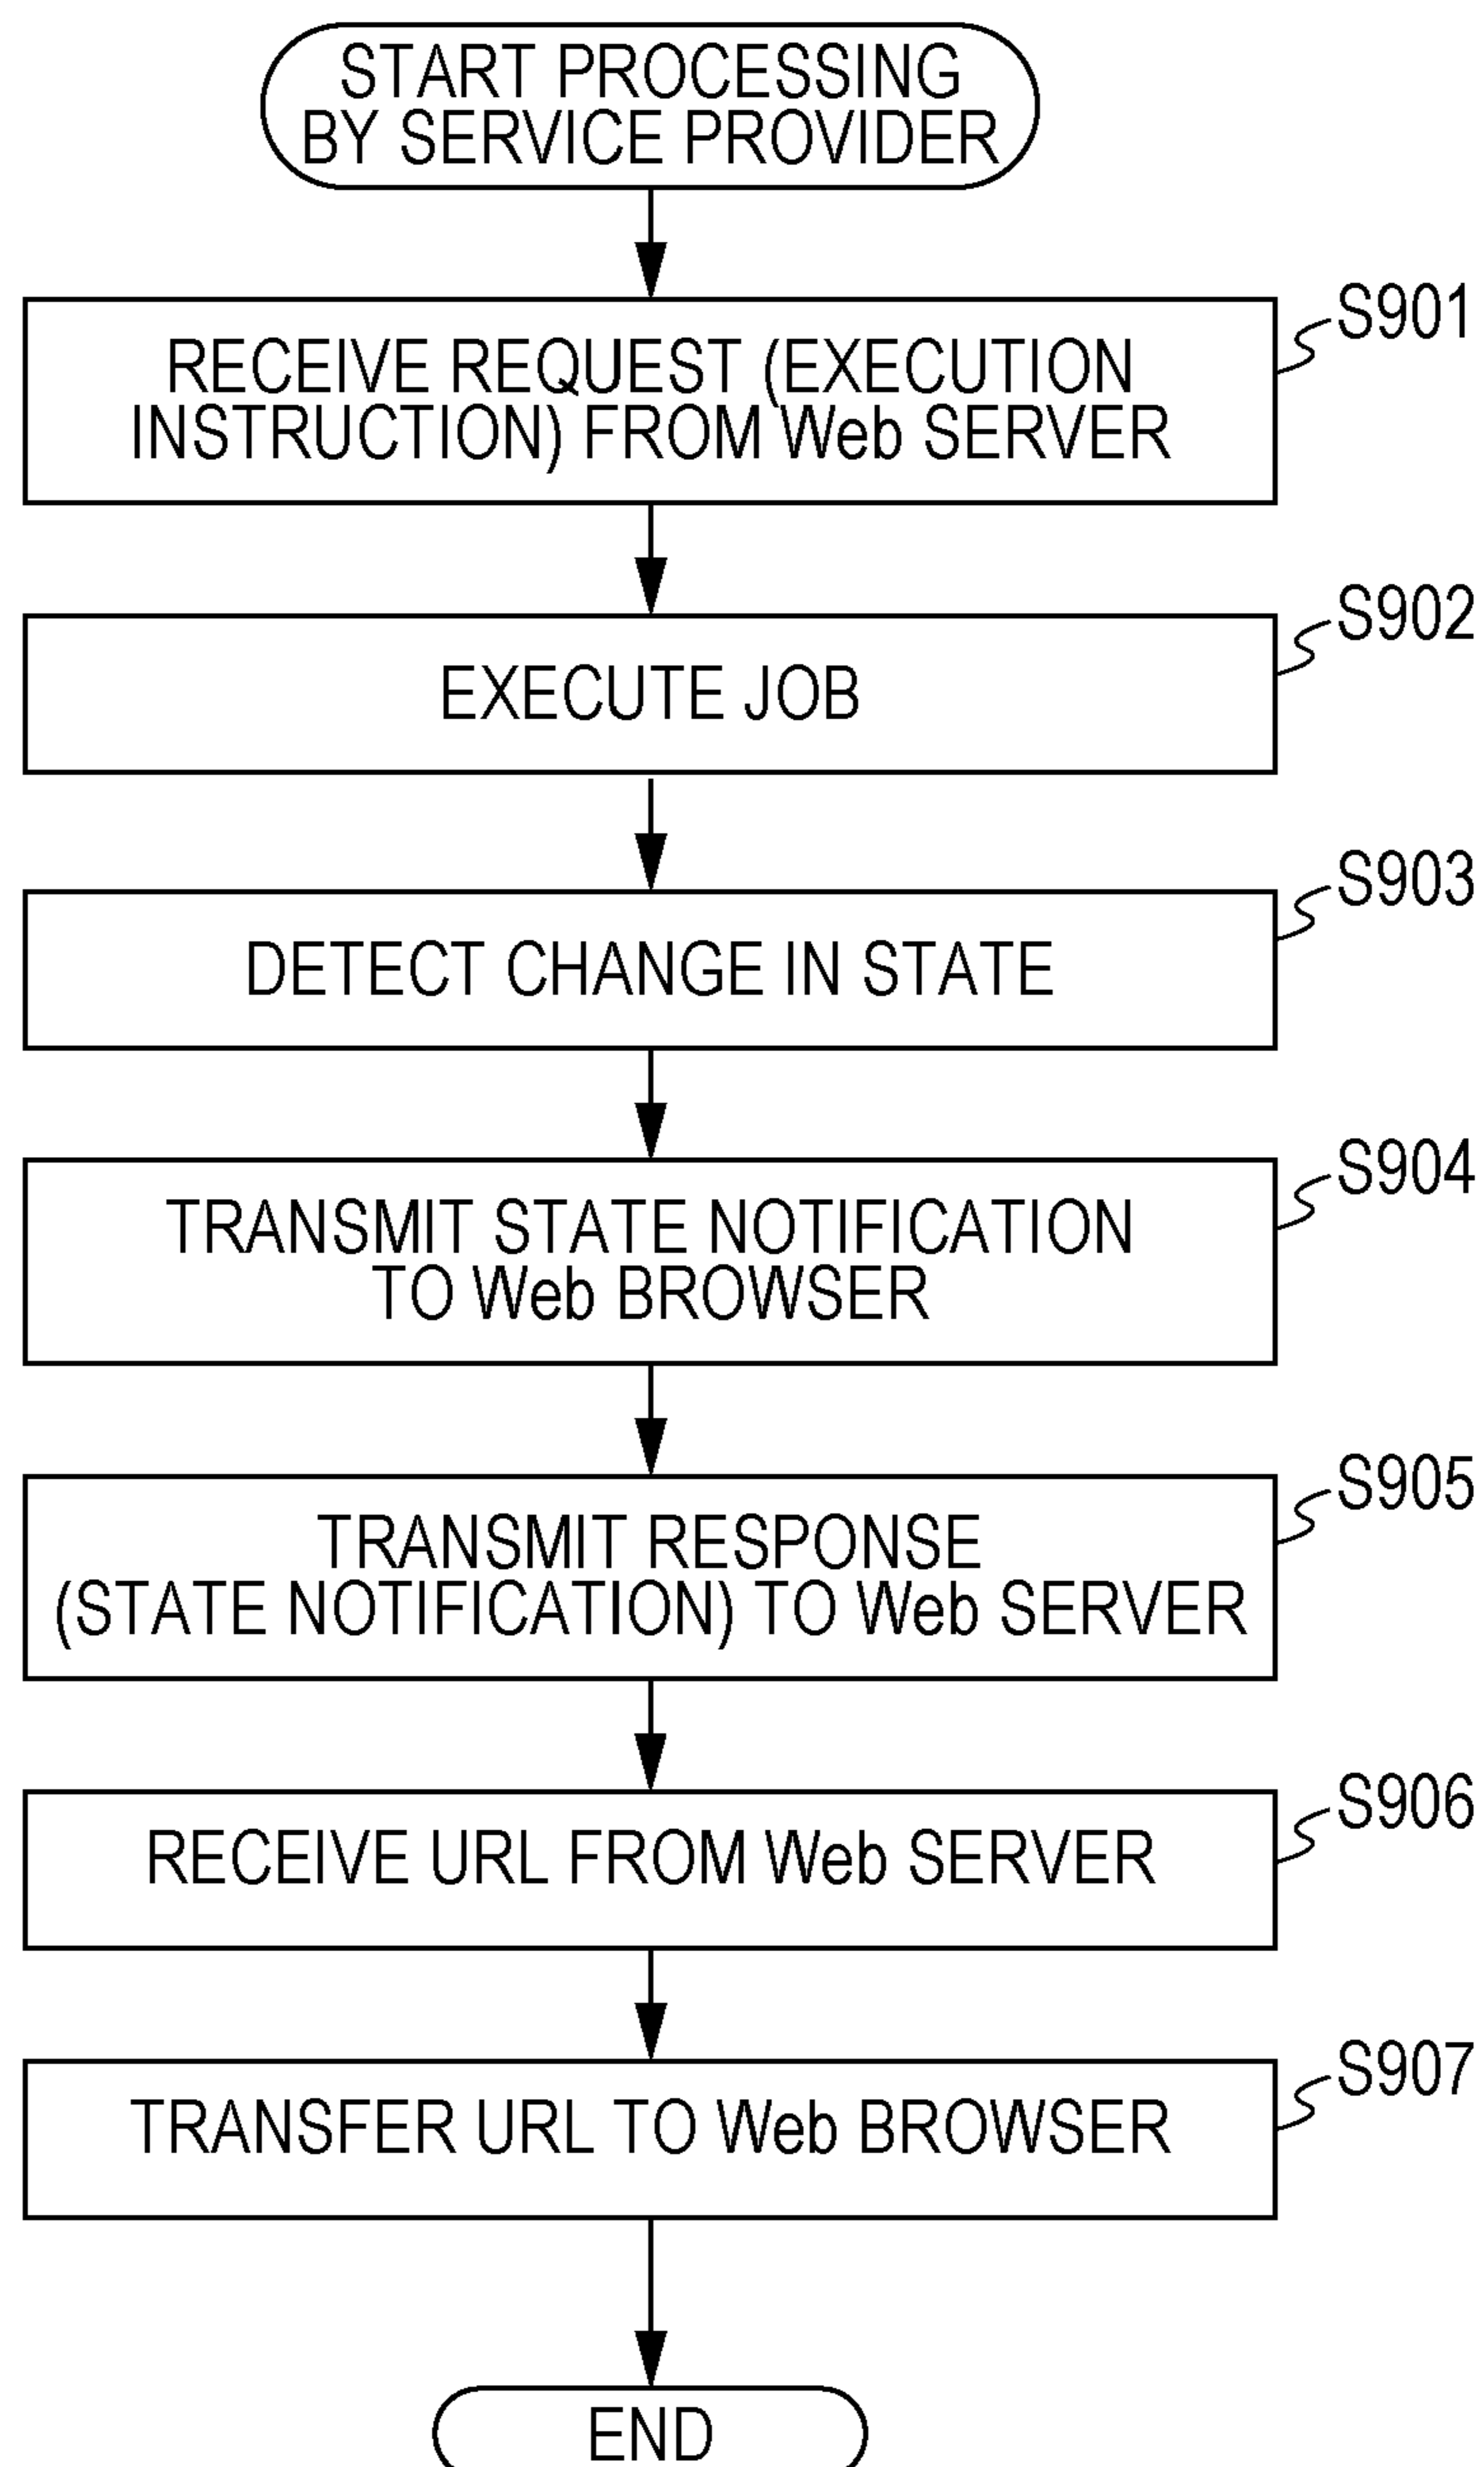 START PROCESSING
BY SERVICE PROVIDER
S901
RECEIVE REQUEST (EXECUTION
INSTRUCTION) FROM Web SERVER
S902
EXECUTE JOB
S903
DETECT CHANGE IN STATE
S904
TRANSMIT STATE NOTIFICATION
TO Web BROWSER
S905
TRANSMIT RESPONSE
(STATE NOTIFICATION) TO Web SERVER
S906
RECEIVE URL FROM Web SERVER
S907
TRANSFER URL TO Web BROWSER
END